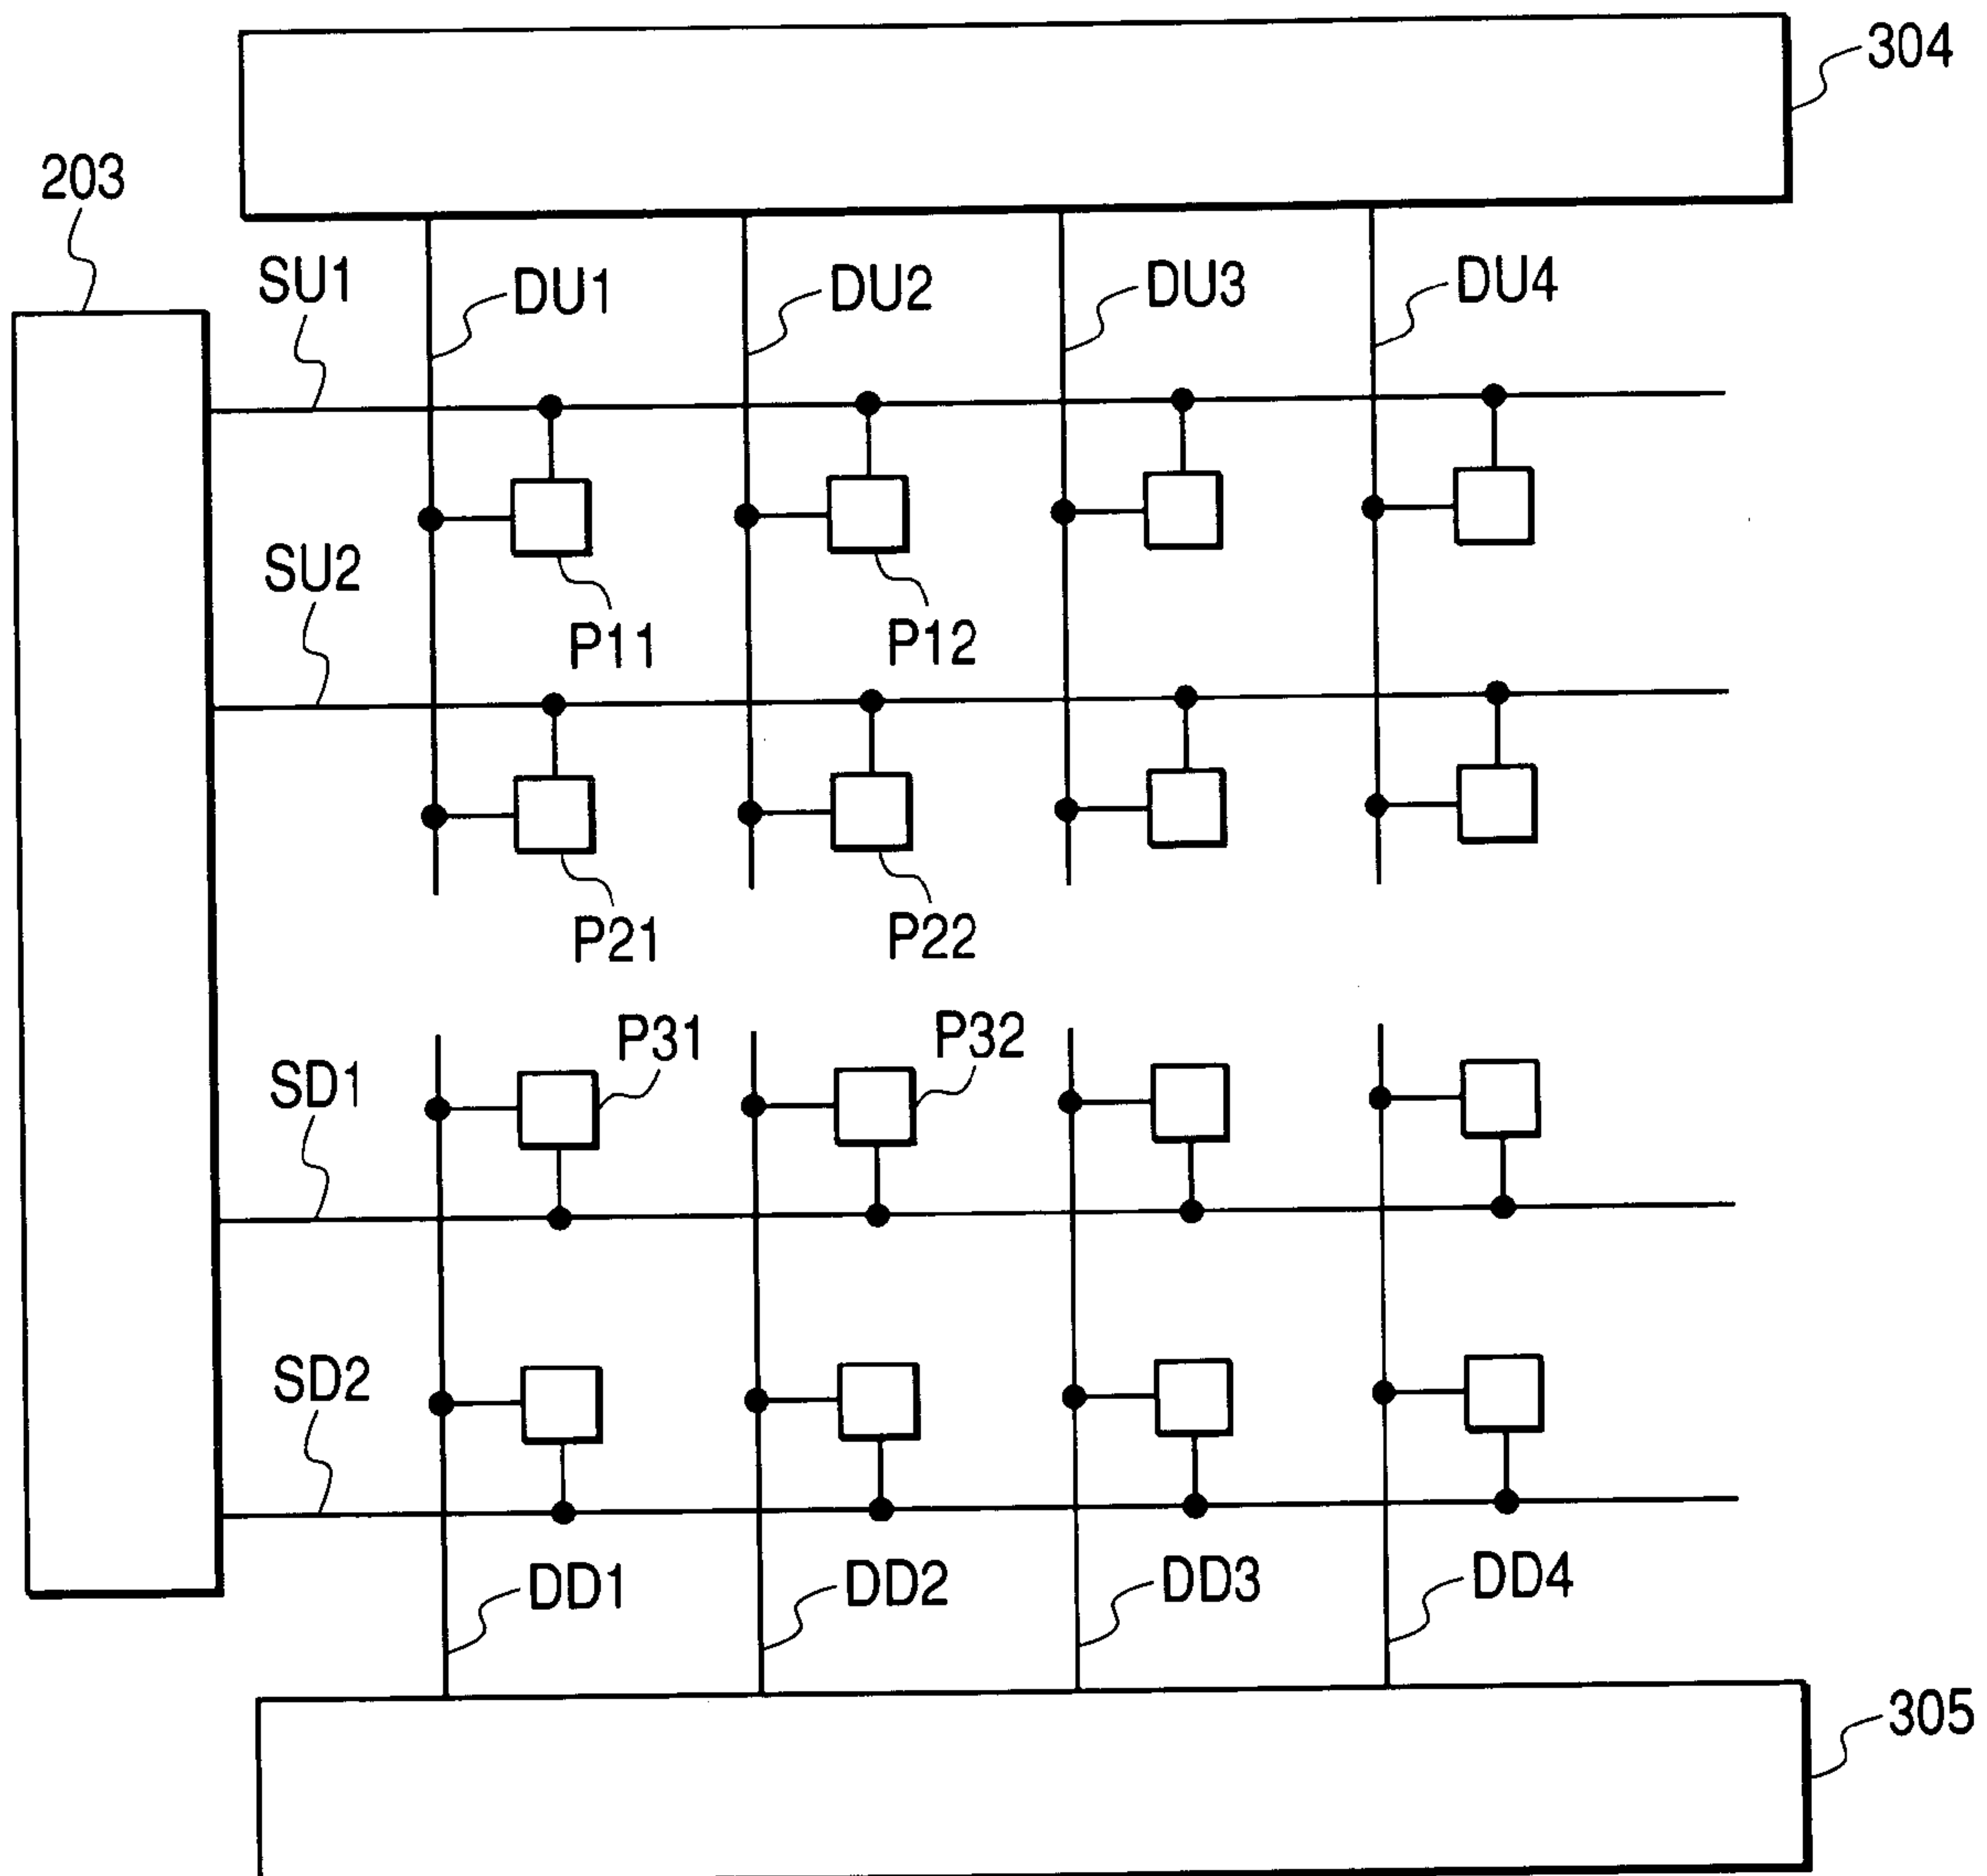 304
203
SU1
DU1
DU2
DU3
DU4
SU2
P11
P12
P21
P22
P31
P32
SD1
SD2
DD1
DD2
DD3
DD4
305